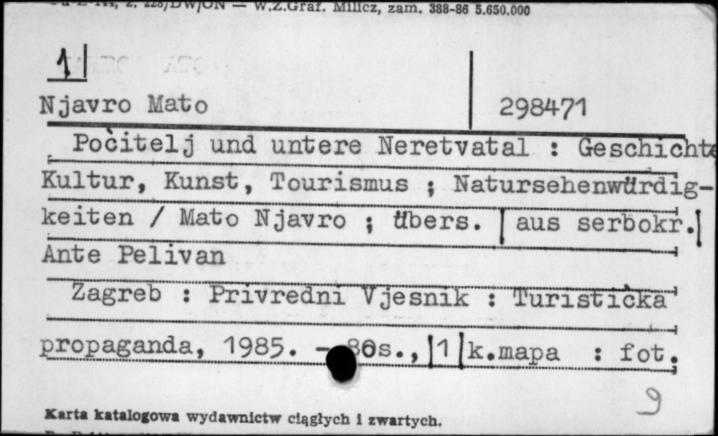 W.Z.Graf. Milicz, zam. 388-86 5.650.000
1
Njavro Mato 298471
Počitelj und untere Neretvatal : Geschichte
Kultur, Kunst, Tourismus ; Natursehenwürdig-
keiten / Mato Njavro ; übers. |aus serbokr.|
Ante Pelivan
Zagreb : Privredni Vjesnik : Turistička
propaganda, 1985. - 86s.,|1|k.mapa : fot.
9
Karta katalogowa wydawnictw ciągłych i zwartych.